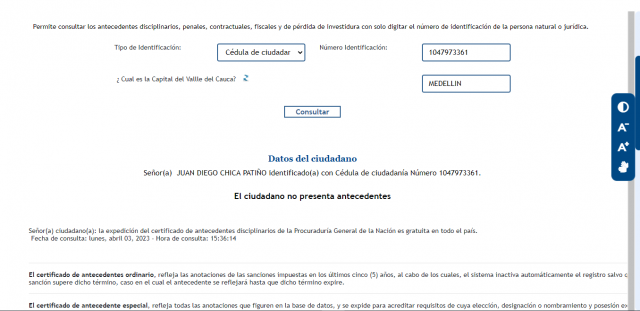 Permite consultar los antecedentes disciplinarios, penales, contractuales, fiscales y de pérdida de investidura con solo digitar el número de identificación de la persona natural o jurídica.
Tipo de Identificación: Cédula de ciudadar Número Identificación: 1047973361
¿ Cual es la Capital del Vallle del Cauca? MEDELLIN
Consultar
Datos del ciudadano
Señor(a) JUAN DIEGO CHICA PATIÑO identificado(a) con Cédula de ciudadanía Número 1047973361.
El ciudadano no presenta antecedentes
Señor(a) ciudadano(a): la expedición del certificado de antecedentes disciplinarios de la Procuraduría General de la Nación es gratuita en todo el país.
Fecha de consulta: lunes, abril 03, 2023 - Hora de consulta: 15:36:14
El certificado de antecedentes ordinario, refleja las anotaciones de las sanciones impuestas en los últimos cinco (5) años, al cabo de los cuales, el sistema inactiva automáticamente el registro salvo c
sanción supere dicho término, caso en el cual el antecedente se reflejará hasta que dicho término expire.
El certificado de antecedente especial, refleja todas las anotaciones que figuren en la base de datos, y se expide para acreditar requisitos de cuya elección, designación o nombramiento y posesión ex
A-
A+